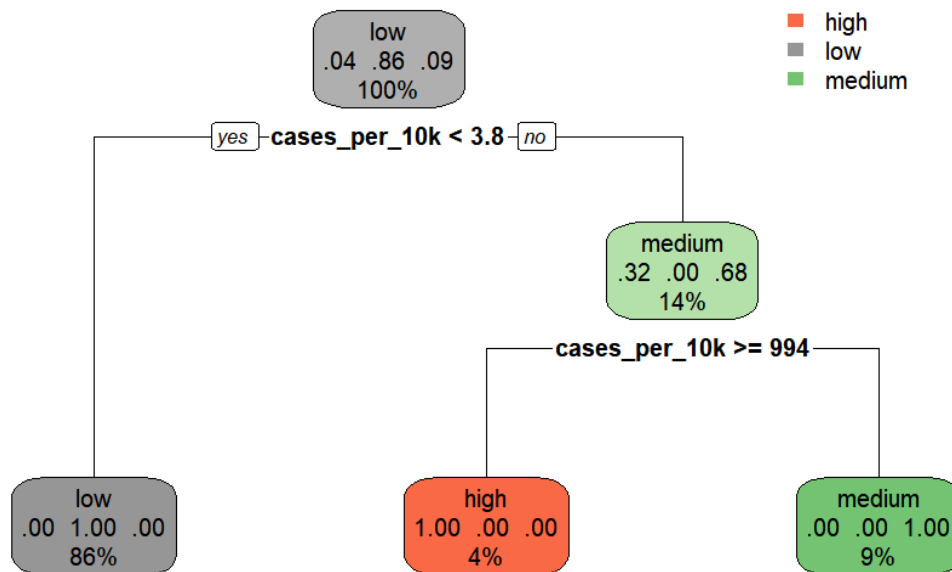 low
.04 .86 .09
100%
high
low
medium
yes cases_per_10k < 3.8 no
medium
.32 .00 .68
14%
cases_per_10k >= 994
low
.00 1.00 .00
86%
high
1.00 .00 .00
4%
medium
.00 .00 1.00
9%